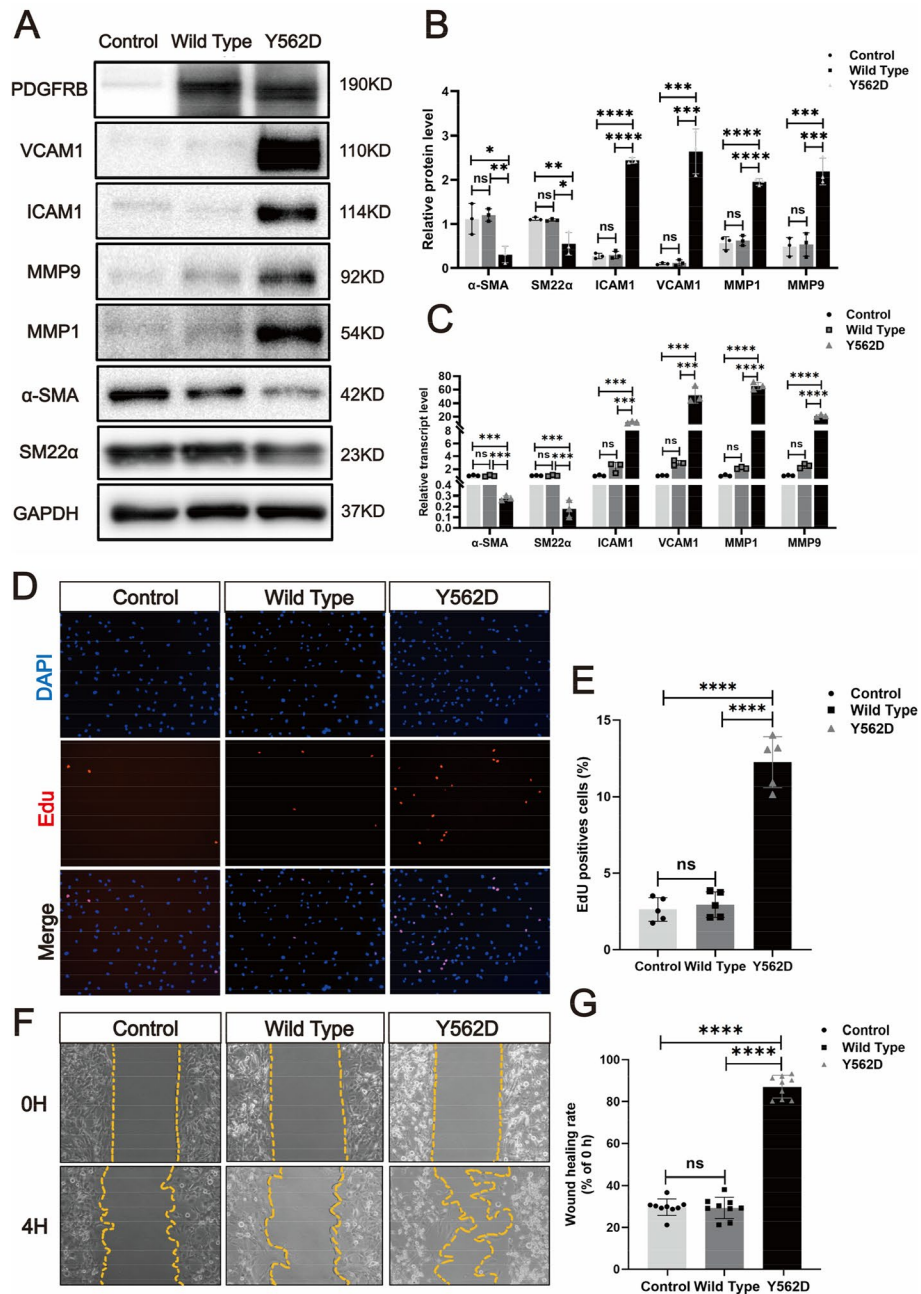 A
Control Wild Type Y562D
PDGFRB 190KD
VCAM1 110KD
ICAM1 114KD
MMP9 92KD
MMP1 54KD
α-SMA 42KD
SM22α 23KD
GAPDH 37KD
B
Control
Wild Type
Y562D
Relative protein level
4
3
2
1
0
* ** **** *** **** ***
ns ** ns * ns **** ns *** ns **** ns ***
α-SMA SM22α ICAM1 VCAM1 MMP1 MMP9
C
Control
Wild Type
Y562D
Relative transcript level
80
60
40
20
8
6
4
2
1
0.4
0.3
0.2
0.1
0.0
*** *** *** *** **** ****
ns *** ns *** ns *** ns *** ns **** ns ****
α-SMA SM22α ICAM1 VCAM1 MMP1 MMP9
D
Control Wild Type Y562D
DAPI
Edu
Merge
E
Control
Wild Type
Y562D
EdU positives cells (%)
15
10
5
0
****
****
ns
Control Wild Type Y562D
F
Control Wild Type Y562D
0H
4H
G
Control
Wild Type
Y562D
Wound healing rate
(% of 0 h)
100
80
60
40
20
0
****
****
ns
Control Wild Type Y562D